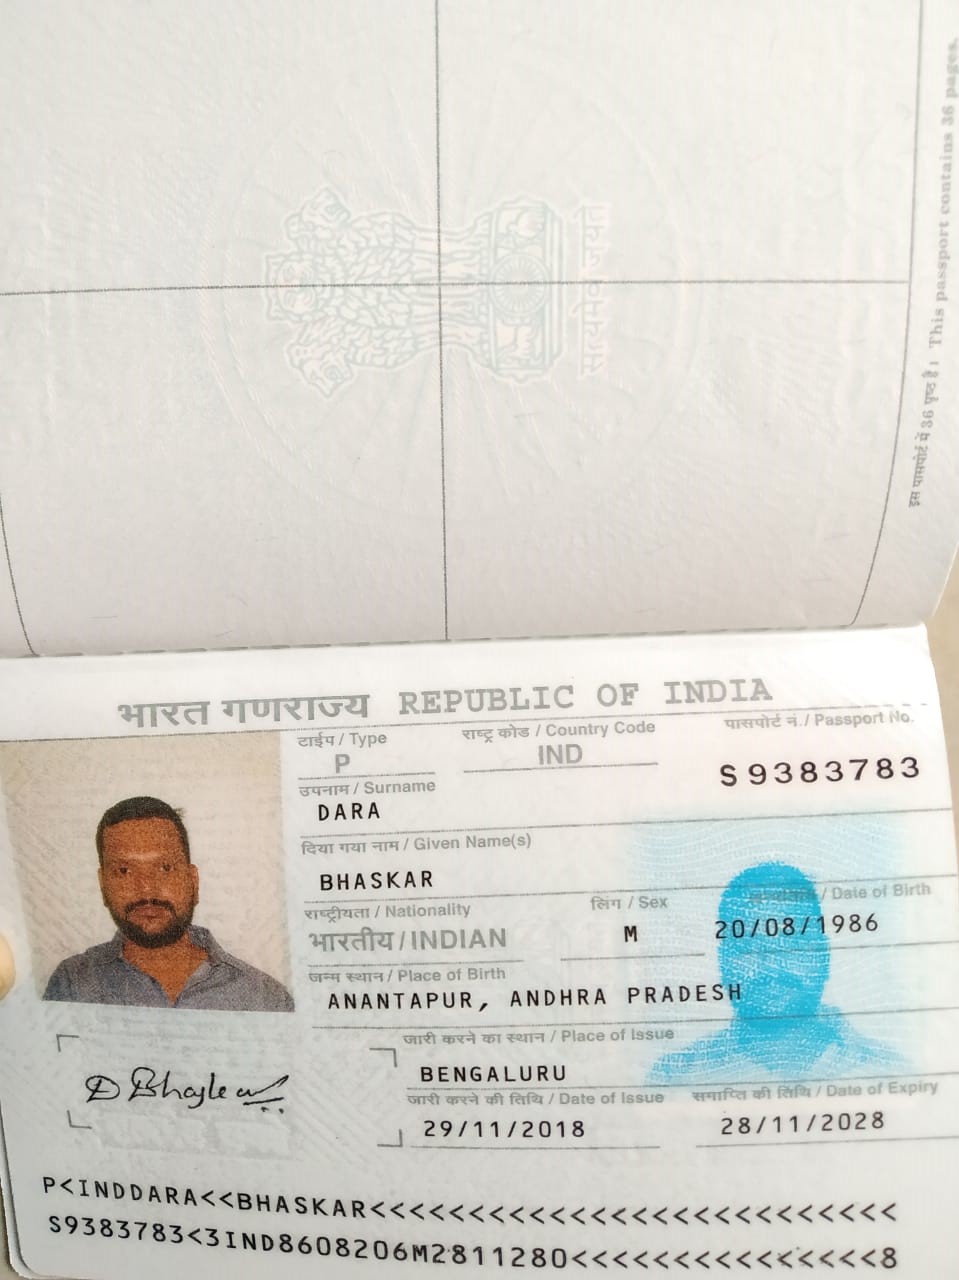 सत्यमेव जयते
इस पासपोर्ट में 36 पृष्ठ है। This passport contains 36 pages.
भारत गणराज्य REPUBLIC OF INDIA
टाईप / Type
राष्ट्र कोड / Country Code
पासपोर्ट नं. / Passport No.
P
IND
S9383783
उपनाम / Surname
DARA
दिया गया नाम / Given Name(s)
BHASKAR
राष्ट्रीयता / Nationality
लिंग / Sex
/ Date of Birth
भारतीय / INDIAN
M
20/08/1986
जन्म स्थान / Place of Birth
ANANTAPUR, ANDHRA PRADESH
जारी करने का स्थान / Place of Issue
BENGALURU
जारी करने की तिथि / Date of Issue
समाप्ति की तिथि / Date of Expiry
29/11/2018
28/11/2028
P<INDDARA<<BHASKAR<<<<<<<<<<<<<<<<<<<<<<<<<<
S9383783<3IND8608206M2811280<<<<<<<<<<<<<<<8